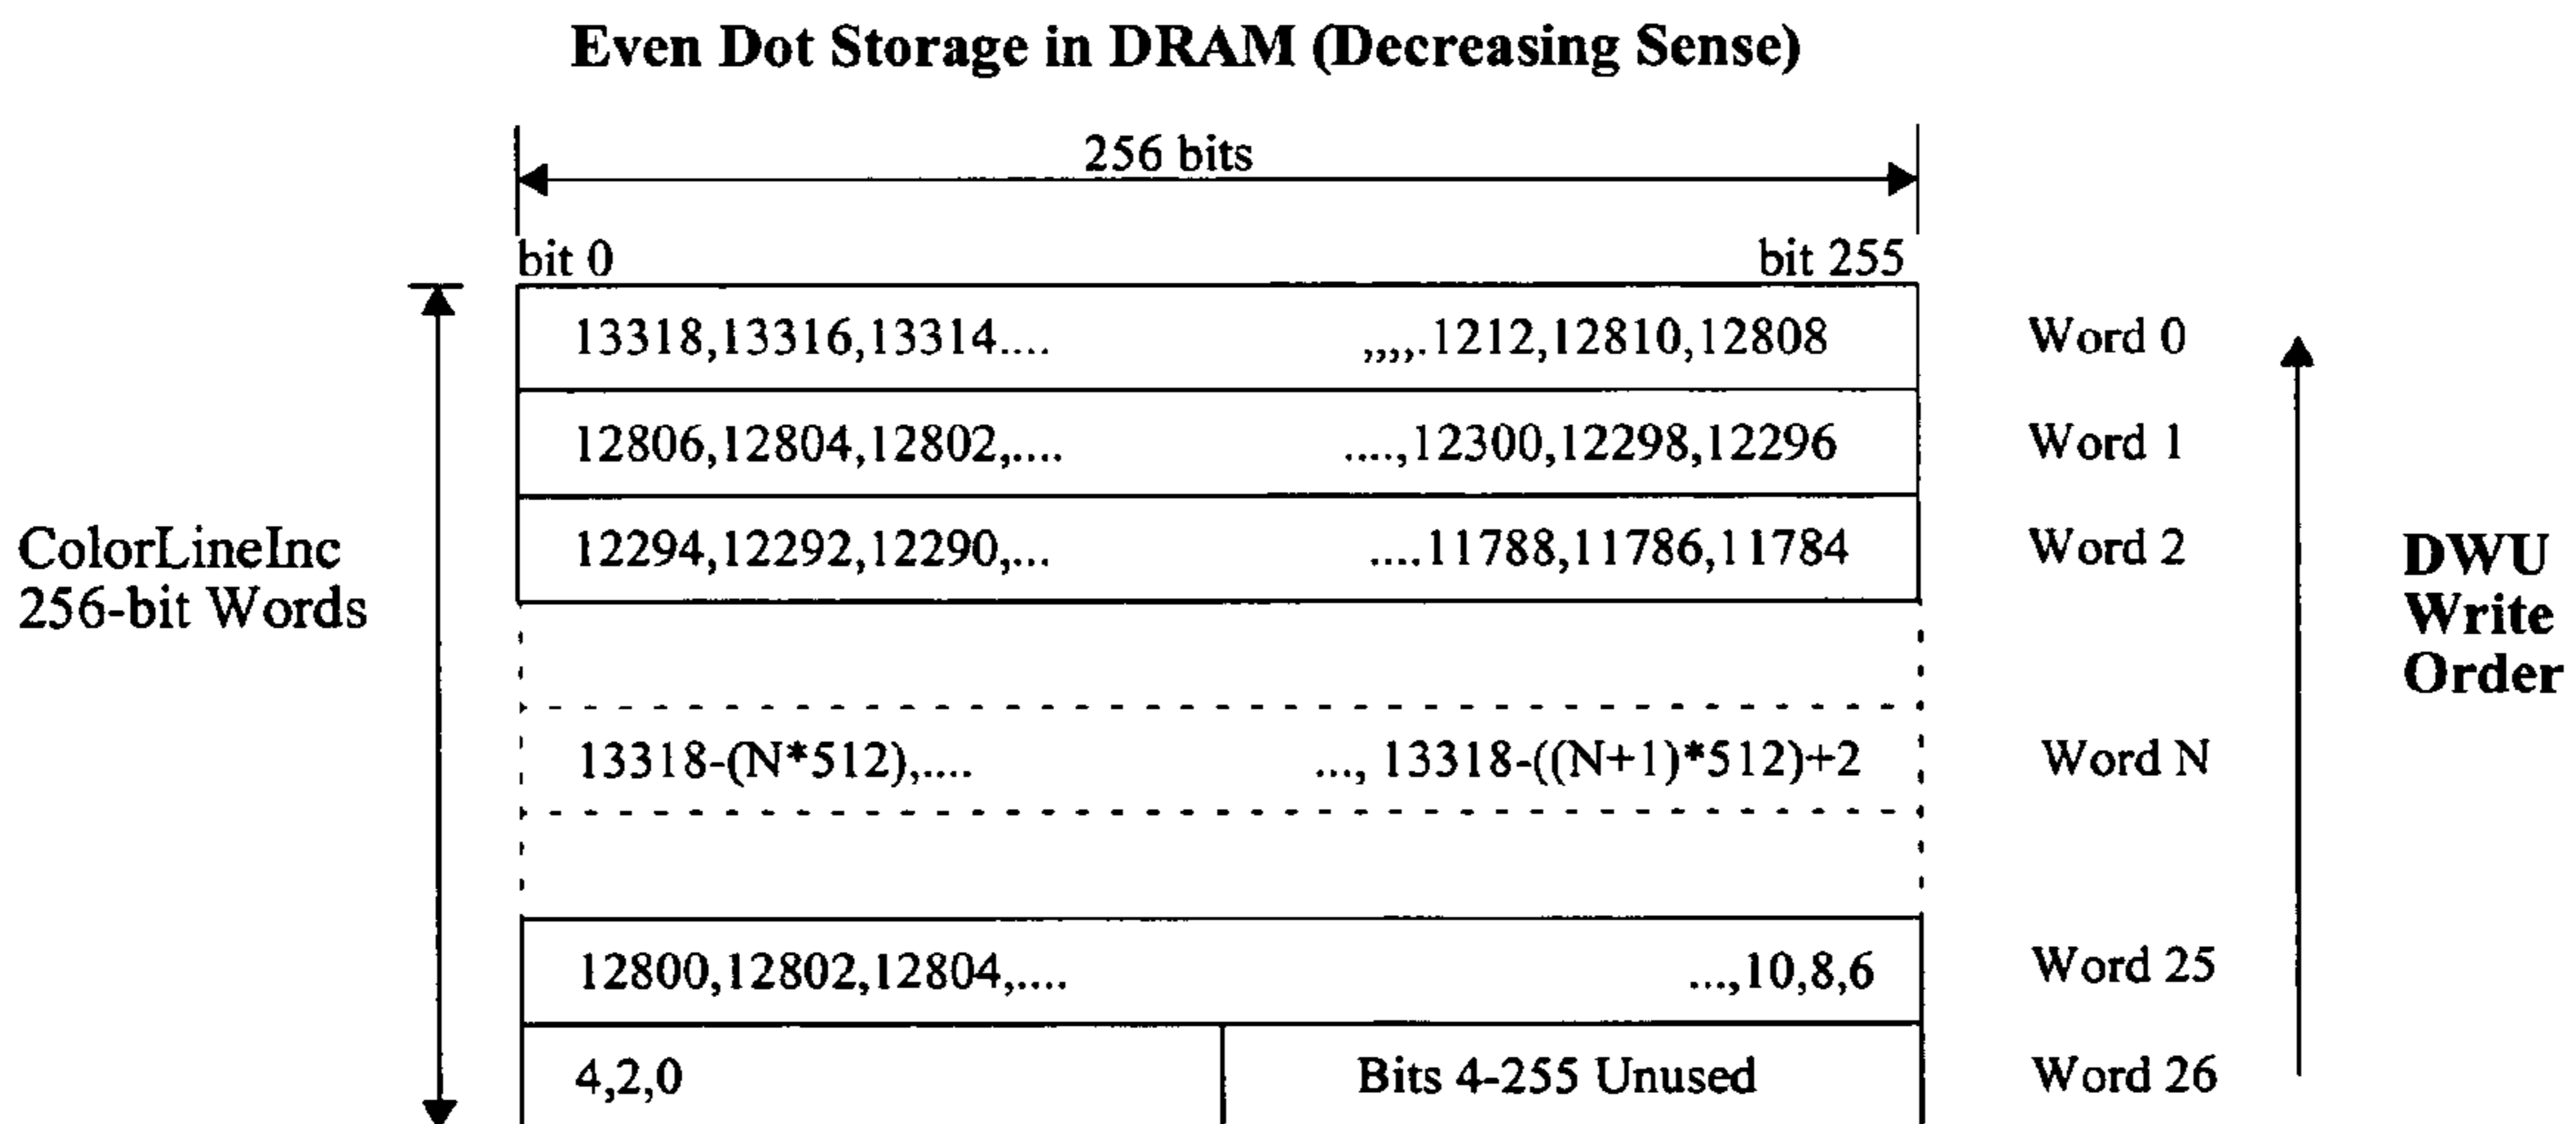 Even Dot Storage in DRAM (Decreasing Sense)
256 bits
bit 0 bit 255
13318,13316,13314.... ,,,,.1212,12810,12808 Word 0
12806,12804,12802,.... ....,12300,12298,12296 Word 1
12294,12292,12290,... ....11788,11786,11784 Word 2
ColorLineInc
256-bit Words
DWU
Write
Order
13318-(N*512),.... ..., 13318-((N+1)*512)+2 Word N
12800,12802,12804,.... ...,10,8,6 Word 25
4,2,0 Bits 4-255 Unused Word 26